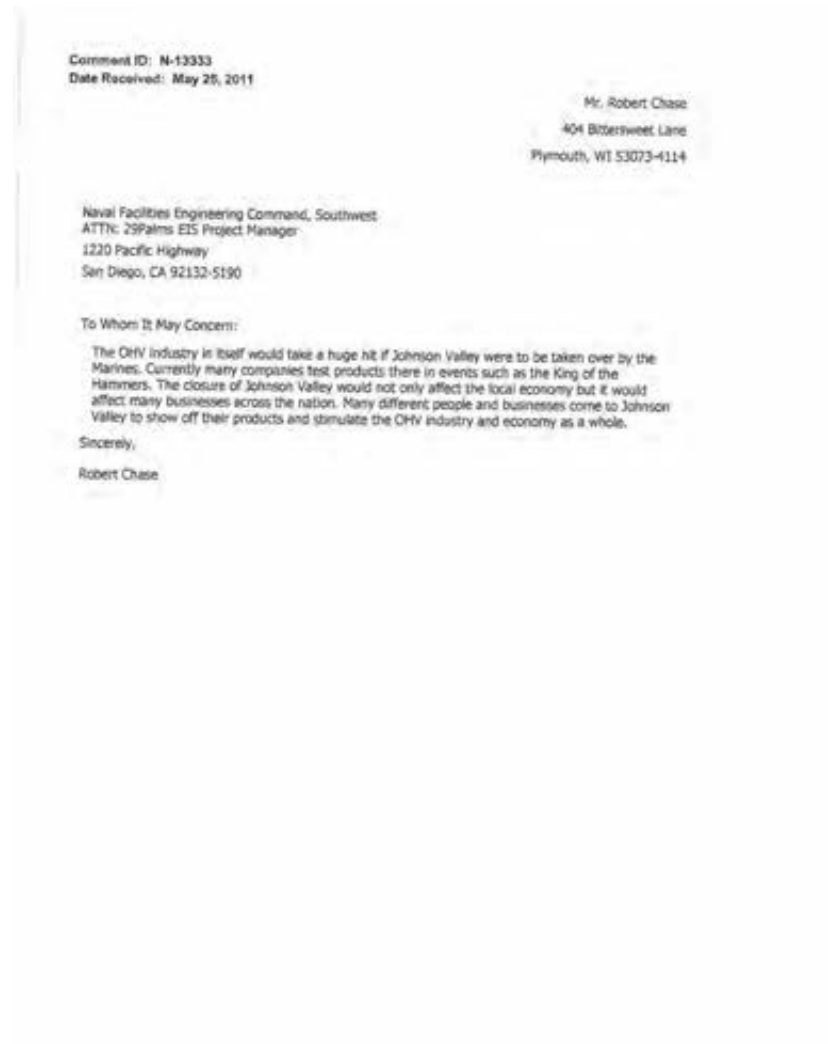 Comment ID: N-13333
Date Received: May 25, 2011
Mr. Robert Chase
404 Bittersweet Lane
Plymouth, WI 53073-4114
Naval Facilities Engineering Command, Southwest
ATTN: 29Palms EIS Project Manager
1220 Pacific Highway
San Diego, CA 92132-5190
To Whom It May Concern:
The OHV industry in itself would take a huge hit if Johnson Valley were to be taken over by the
Marines. Currently many companies test products there in events such as the King of the
Hammers. The closure of Johnson Valley would not only affect the local economy but it would
affect many businesses across the nation. Many different people and businesses come to Johnson
Valley to show off their products and stimulate the OHV industry and economy as a whole.
Sincerely,
Robert Chase